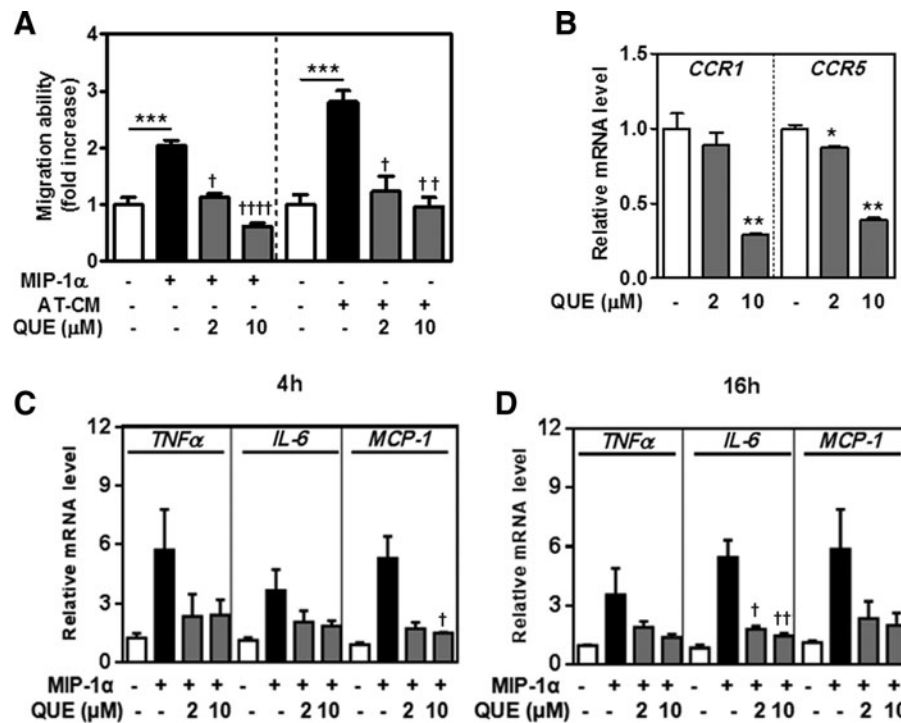 A
Migration ability
(fold increase)
4
3
2
1
0
***
†
††††
***
†
††
MIP-1α - + + + - - - -
AT-CM - - - - - + + +
QUE (μM) - - 2 10 - - 2 10
B
Relative mRNA level
1.5
1.0
0.5
0.0
CCR1 CCR5
**
*
**
QUE (μM) - 2 10 - 2 10
4h
C
Relative mRNA level
12
9
6
3
0
TNFα IL-6 MCP-1
†
MIP-1α - + + + - + + + - + + +
QUE (μM) - - 2 10 - - 2 10 - - 2 10
16h
D
Relative mRNA level
12
9
6
3
0
TNFα IL-6 MCP-1
†
††
MIP-1α - + + + - + + + - + + +
QUE (μM) - - 2 10 - - 2 10 - - 2 10